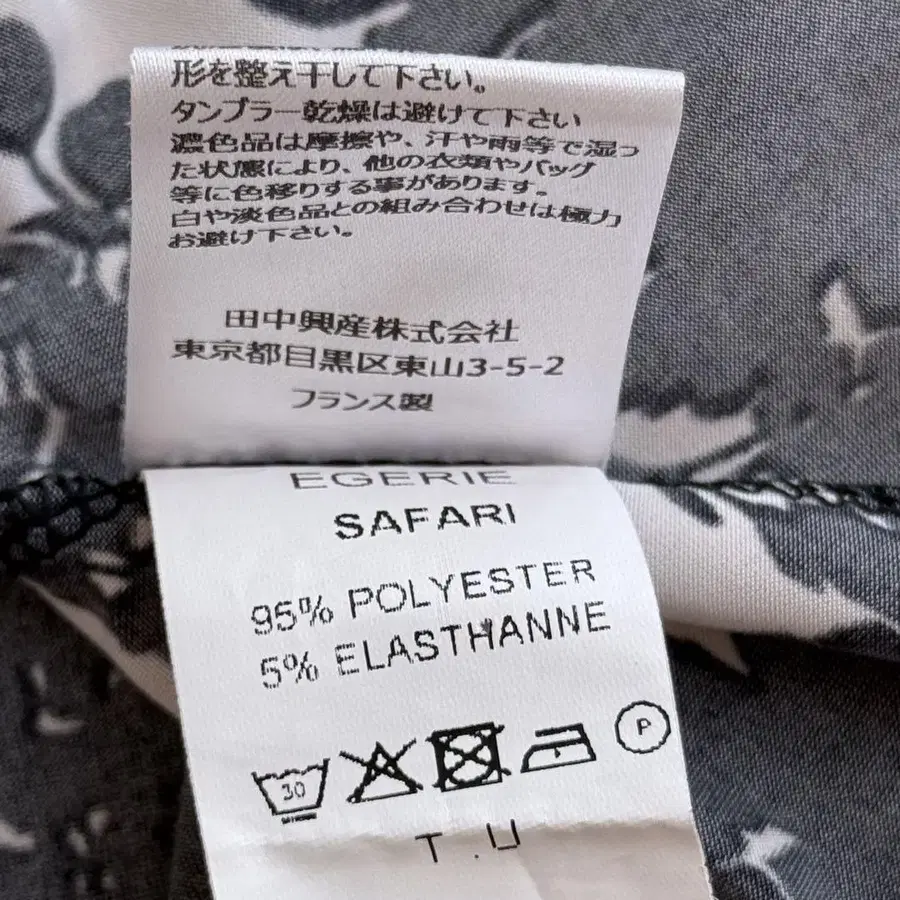 形を整え干して下さい。
タンブラー乾燥は避けて下さい
濃色品は摩擦や、汗や雨等で湿っ
た状態により、他の衣類やバッグ
等に色移りする事があります。
白や淡色品との組み合わせは極力
お避け下さい。
田中興産株式会社
東京都目黒区東山3-5-2
フランス製
EGERIE
SAFARI
95% POLYESTER
5% ELASTHANNE
30
P
T.U